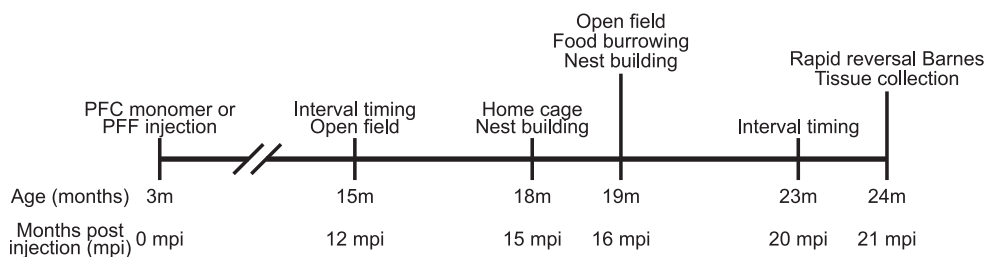 Open field
Food burrowing
Nest building
Rapid reversal Barnes
Tissue collection
PFC monomer or
PFF injection
Interval timing
Open field
Home cage
Nest building
Interval timing
Age (months) 3m 15m 18m 19m 23m 24m
Months post
injection (mpi) 0 mpi 12 mpi 15 mpi 16 mpi 20 mpi 21 mpi